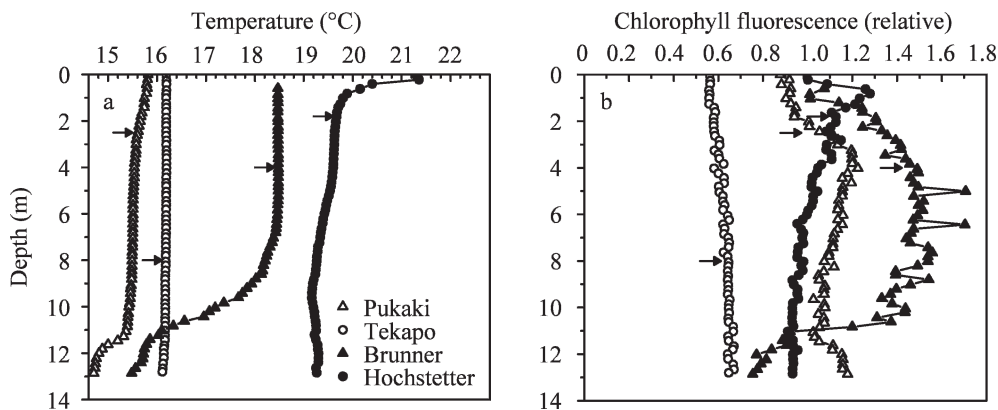 Temperature (°C)
15 16 17 18 19 20 21 22
Depth (m)
0
2
4
6
8
10
12
14
a
Pukaki
Tekapo
Brunner
Hochstetter
Chlorophyll fluorescence (relative)
0 0.2 0.4 0.6 0.8 1.0 1.2 1.4 1.6 1.8
0
2
4
6
8
10
12
14
b